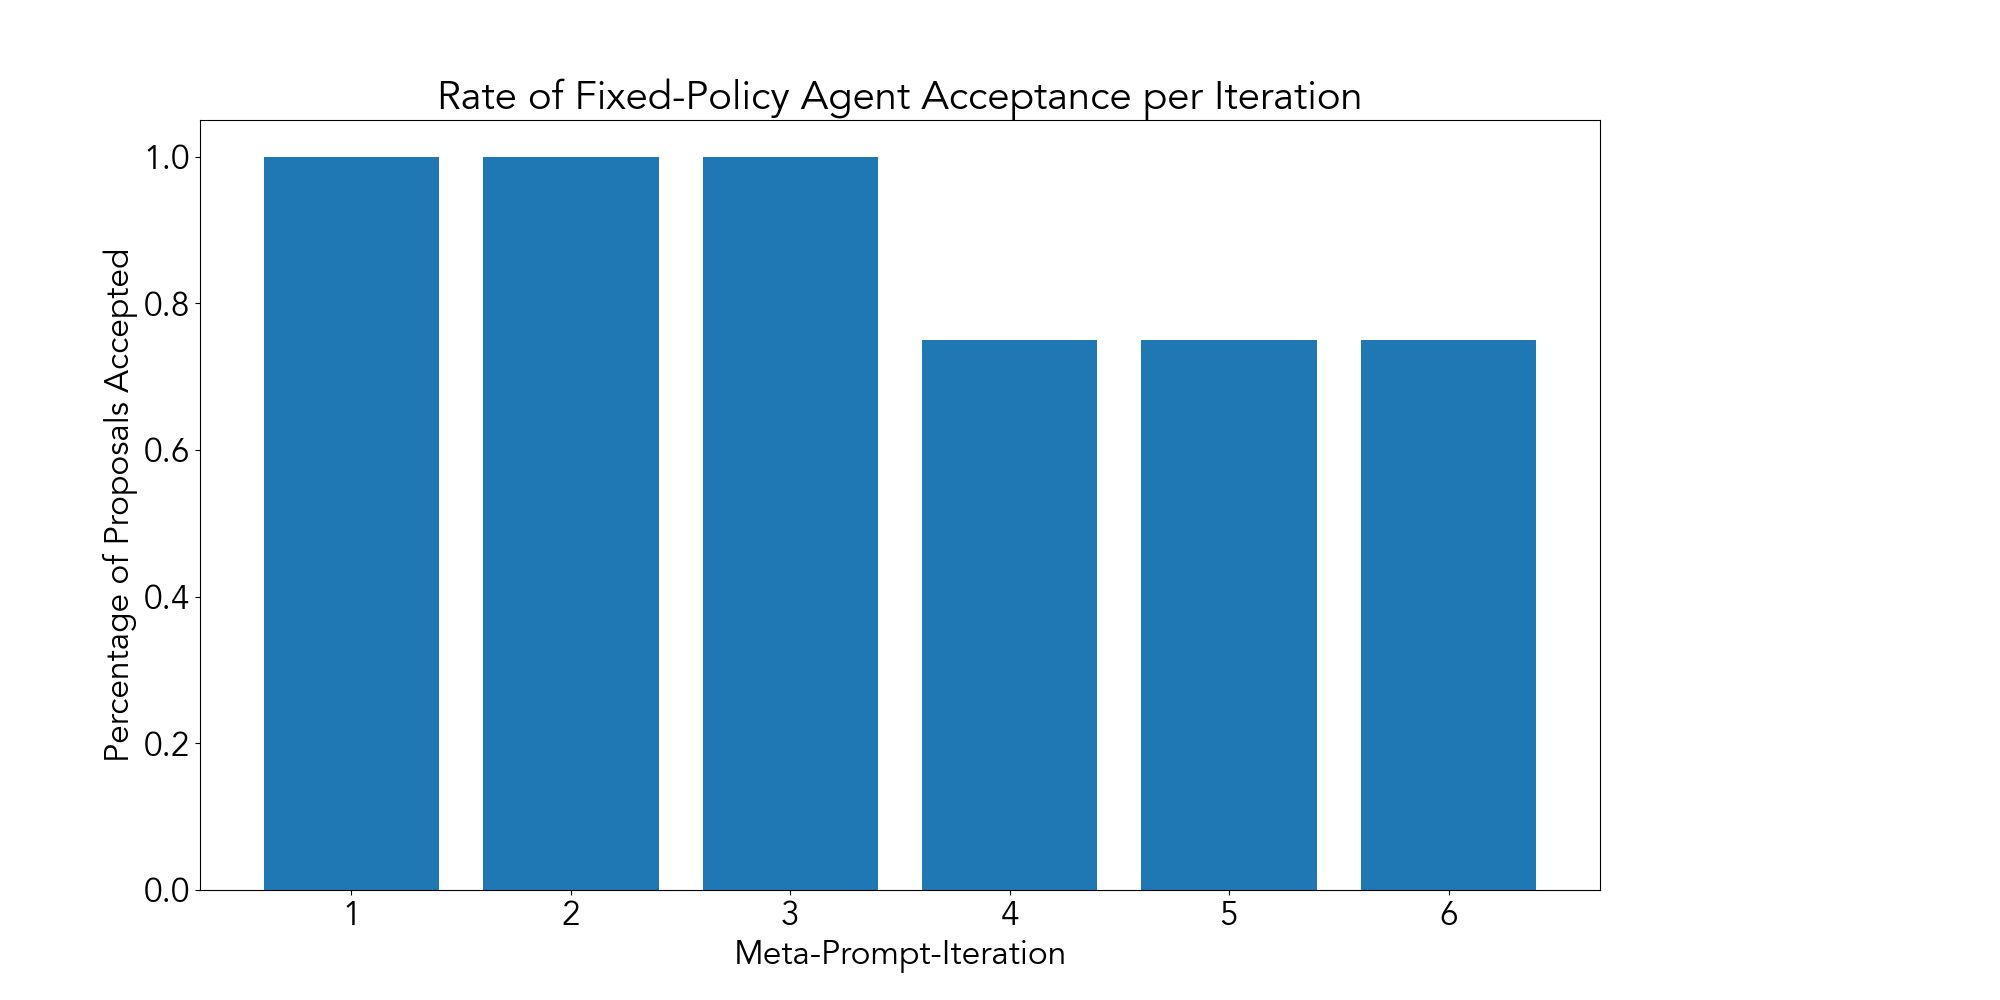 Rate of Fixed-Policy Agent Acceptance per Iteration
Percentage of Proposals Accepted
1.0
0.8
0.6
0.4
0.2
0.0
1 2 3 4 5 6
Meta-Prompt-Iteration